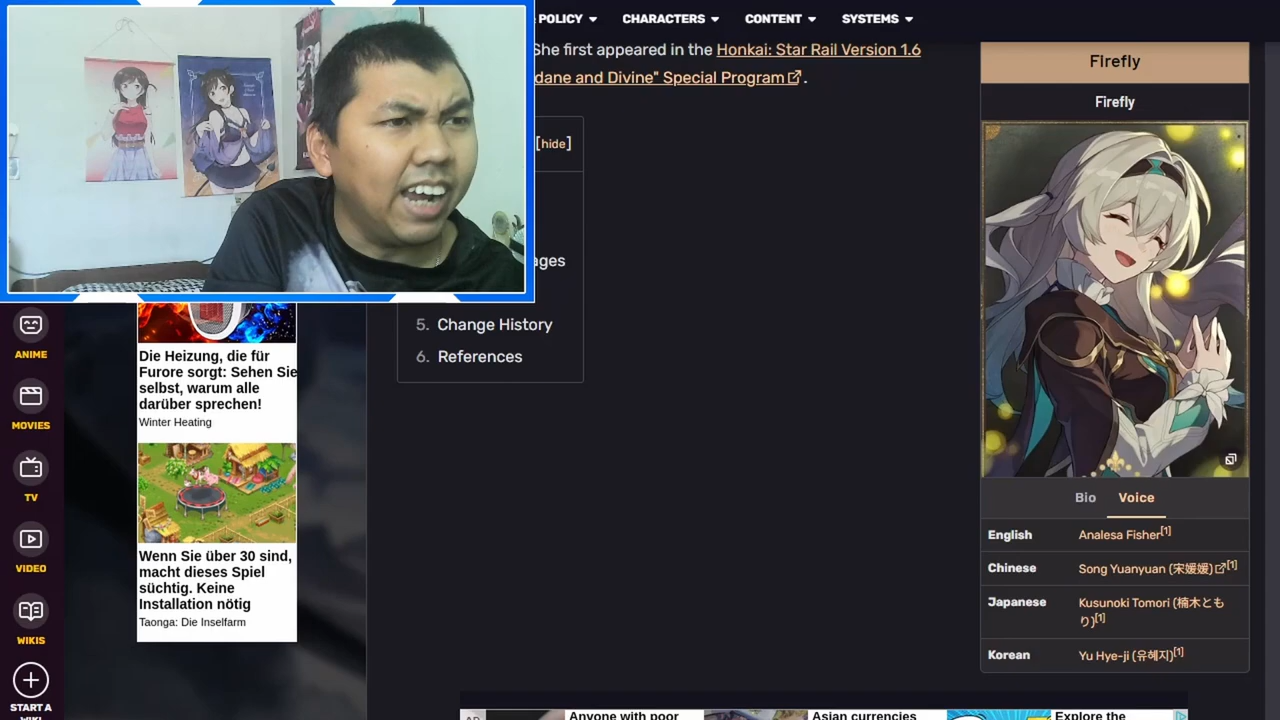 POLICY
CHARACTERS
CONTENT
SYSTEMS
She first appeared in the Honkai: Star Rail Version 1.6
dane and Divine" Special Program
.
[hide]
ages
5. Change History
6. References
Firefly
Firefly
Bio Voice
English Analesa Fisher[1]
Chinese Song Yuanyuan (宋媛媛) [1]
Japanese Kusunoki Tomori (楠木とも
り)[1]
Korean Yu Hye-ji (유혜지)[1]
ANIME
MOVIES
TV
VIDEO
WIKIS
START A
Die Heizung, die für
Furore sorgt: Sehen Sie
selbst, warum alle
darüber sprechen!
Winter Heating
Wenn Sie über 30 sind,
macht dieses Spiel
süchtig. Keine
Installation nötig
Taonga: Die Inselfarm
Anyone with poor
Asian currencies
Explore the